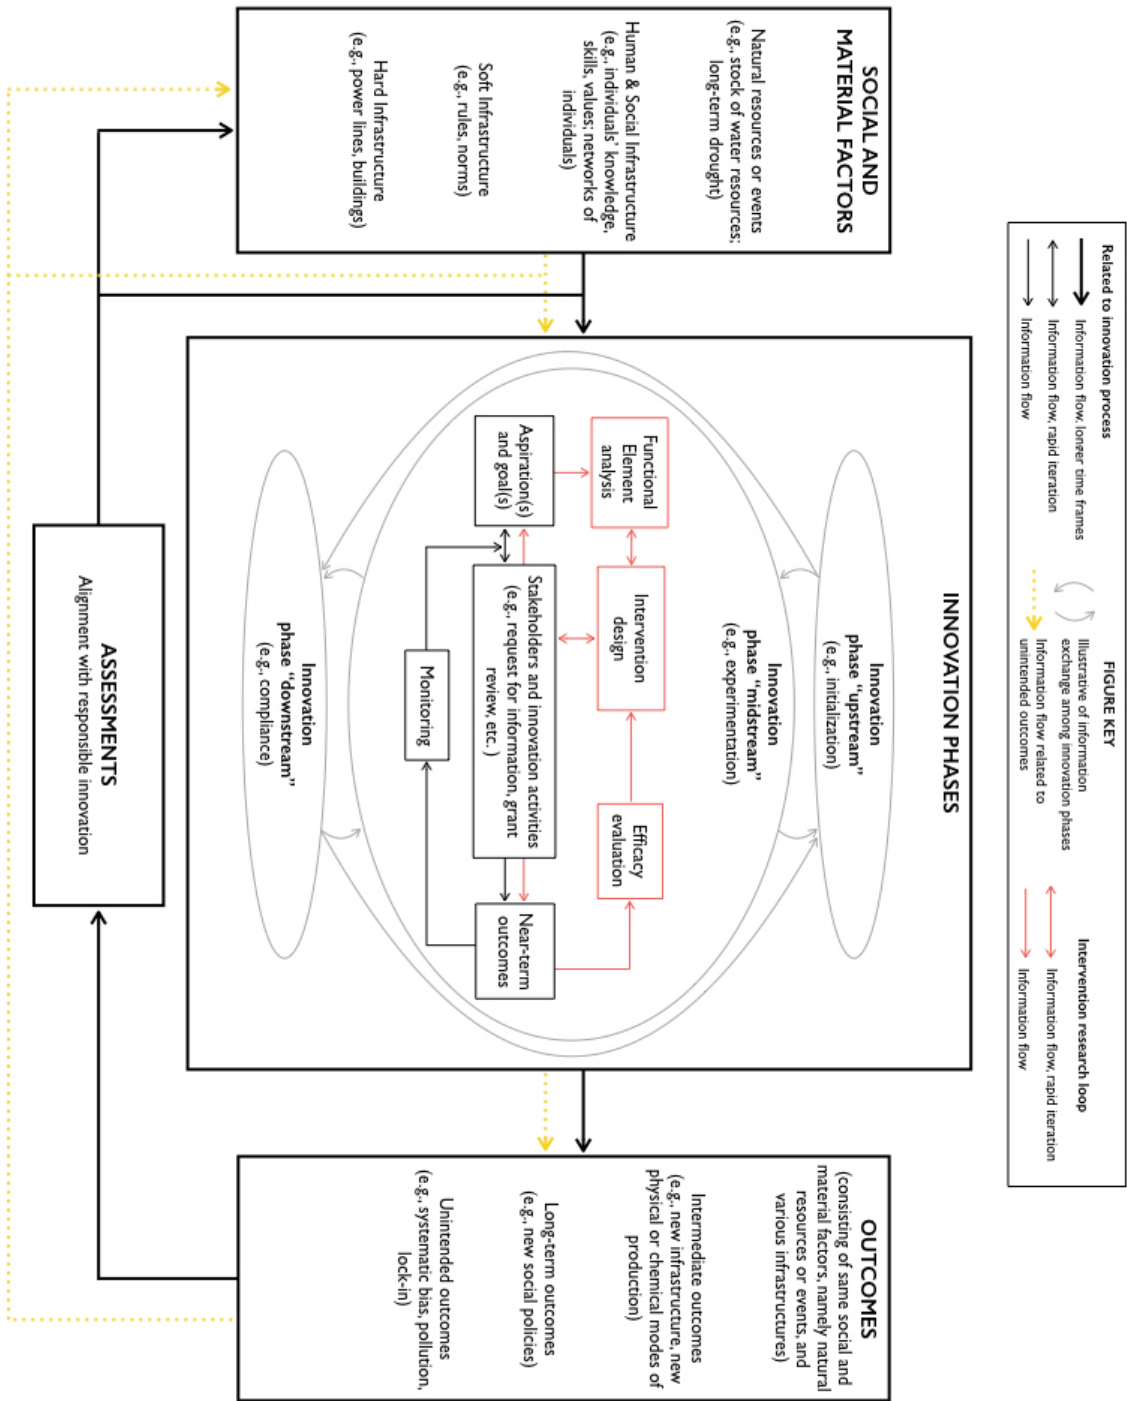 FIGURE KEY
Related to innovation process
Information flow, longer time frames
Information flow, rapid iteration
Information flow
Illustrative of information
exchange among innovation phases
Information flow related to
unintended outcomes
Intervention research loop
Information flow, rapid iteration
Information flow
SOCIAL AND
MATERIAL FACTORS
Natural resources or events
(e.g., stock of water resources;
long-term drought)
Human & Social Infrastructure
(e.g., individuals' knowledge,
skills, values; networks of
individuals)
Soft Infrastructure
(e.g., rules, norms)
Hard Infrastructure
(e.g., power lines, buildings)
INNOVATION PHASES
Innovation
phase "upstream"
(e.g., initialization)
Innovation
phase "midstream"
(e.g., experimentation)
Functional
Element
analysis
Intervention
design
Efficacy
evaluation
Aspiration(s)
and goal(s)
Stakeholders and innovation activities
(e.g., request for information, grant
review, etc. )
Near-term
outcomes
Monitoring
Innovation
phase "downstream"
(e.g., compliance)
OUTCOMES
(consisting of same social and
material factors, namely natural
resources or events, and
various infrastructures)
Intermediate outcomes
(e.g., new infrastructure, new
physical or chemical modes of
production)
Long-term outcomes
(e.g., new social policies)
Unintended outcomes
(e.g., systematic bias, pollution,
lock-in)
ASSESSMENTS
Alignment with responsible innovation